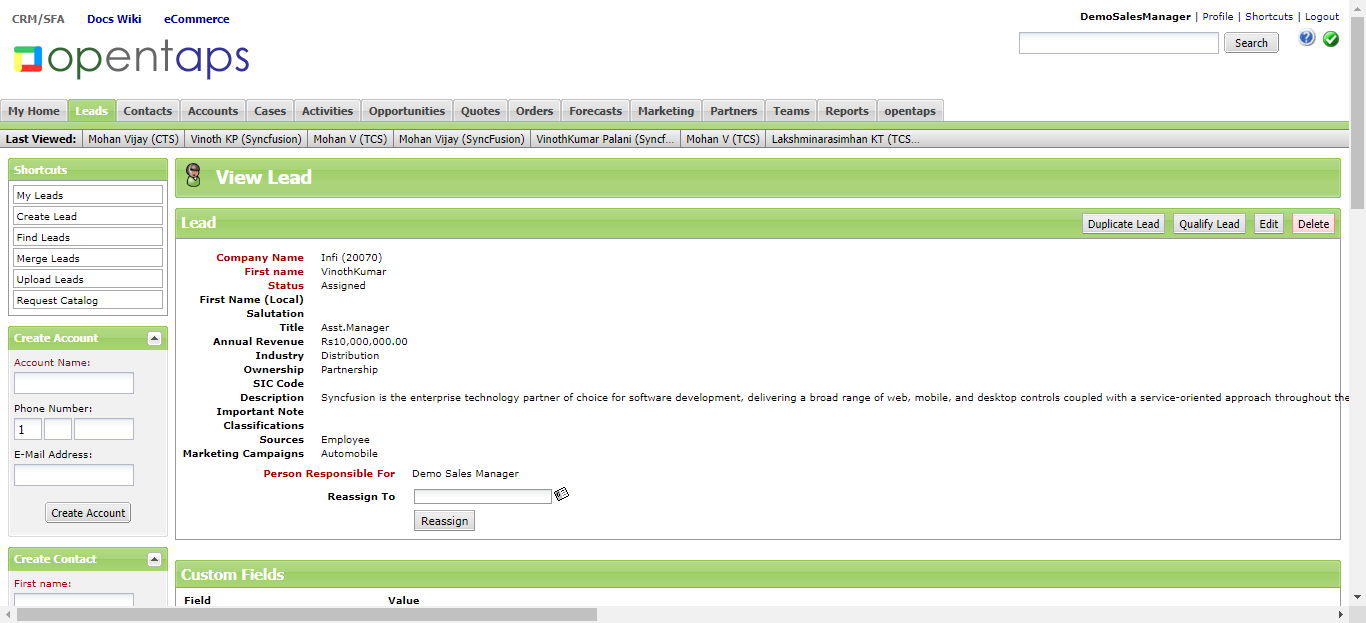 CRM/SFA Docs Wiki eCommerce
DemoSalesManager | Profile | Shortcuts | Logout
opentaps
Search
?
My Home Leads Contacts Accounts Cases Activities Opportunities Quotes Orders Forecasts Marketing Partners Teams Reports opentaps
Last Viewed: Mohan Vijay (CTS) Vinoth KP (Syncfusion) Mohan V (TCS) Mohan Vijay (SyncFusion) VinothKumar Palani (Syncf... Mohan V (TCS) Lakshminarasimhan KT (TCS...
Shortcuts
My Leads
Create Lead
Find Leads
Merge Leads
Upload Leads
Request Catalog
Create Account
Account Name:
Phone Number:
1
E-Mail Address:
Create Account
Create Contact
First name:
View Lead
Lead
Duplicate Lead Qualify Lead Edit Delete
Company Name Infi (20070)
First name VinothKumar
Status Assigned
First Name (Local)
Salutation
Title Asst.Manager
Annual Revenue Rs10,000,000.00
Industry Distribution
Ownership Partnership
SIC Code
Description Syncfusion is the enterprise technology partner of choice for software development, delivering a broad range of web, mobile, and desktop controls coupled with a service-oriented approach throughout the
Important Note
Classifications
Sources Employee
Marketing Campaigns Automobile
Person Responsible For Demo Sales Manager
Reassign To
Reassign
Custom Fields
Field Value